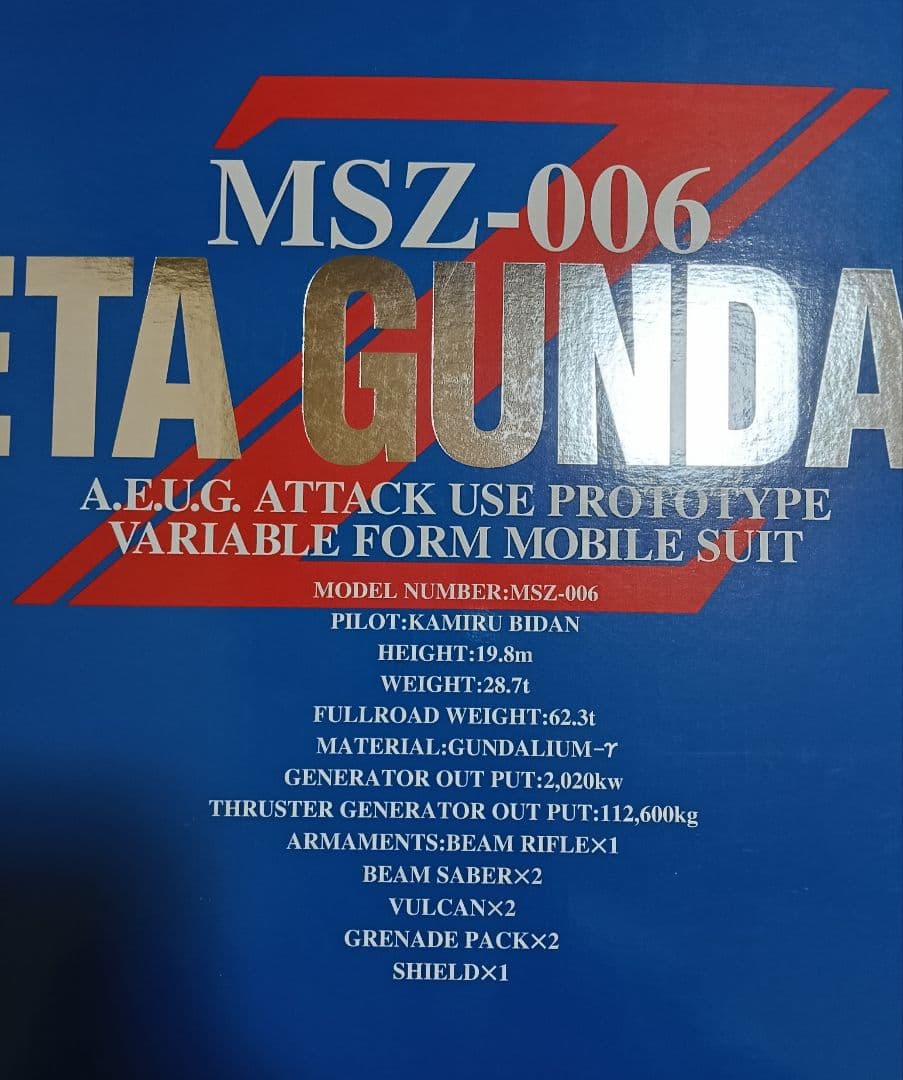 MSZ-006
ETA GUNDA
A.E.U.G. ATTACK USE PROTOTYPE
VARIABLE FORM MOBILE SUIT
MODEL NUMBER:MSZ-006
PILOT:KAMIRU BIDAN
HEIGHT:19.8m
WEIGHT:28.7t
FULLROAD WEIGHT:62.3t
MATERIAL:GUNDALIUM-γ
GENERATOR OUT PUT:2,020kw
THRUSTER GENERATOR OUT PUT:112,600kg
ARMAMENTS:BEAM RIFLE×1
BEAM SABER×2
VULCAN×2
GRENADE PACK×2
SHIELD×1